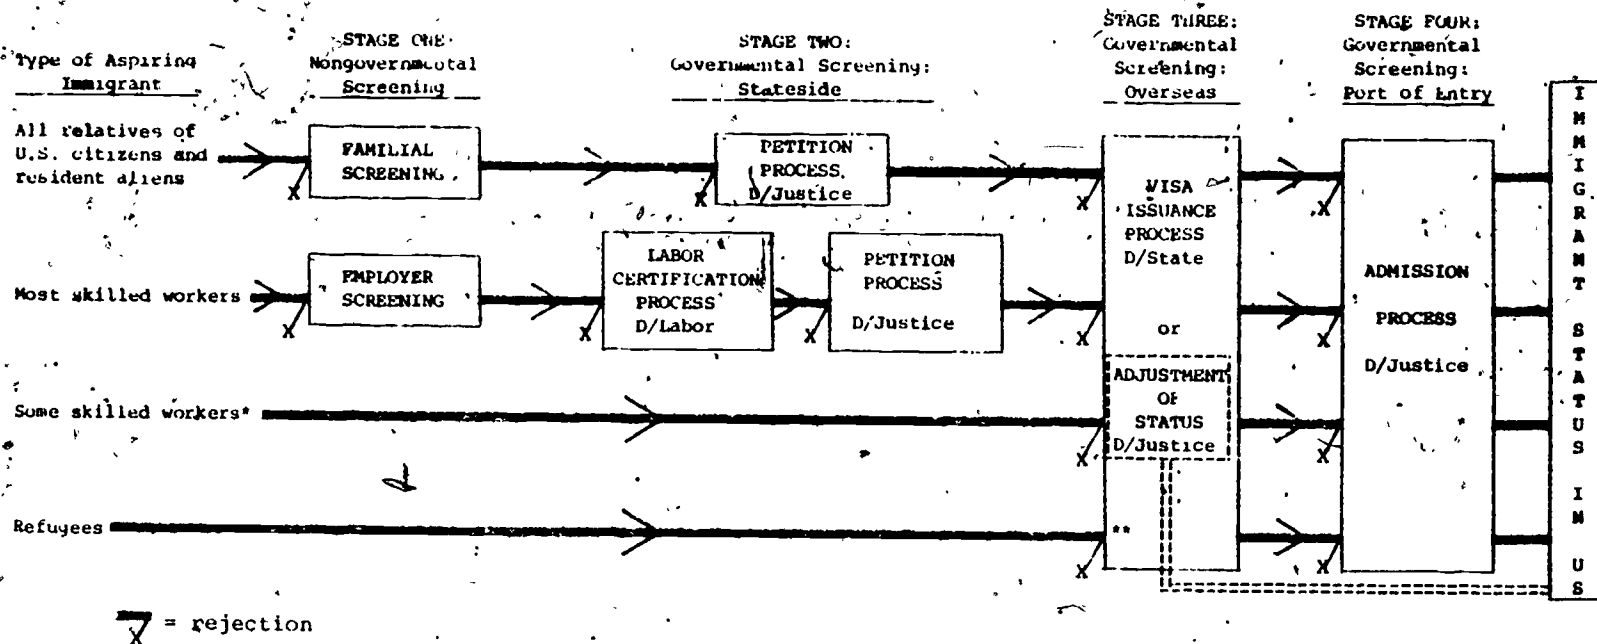 Type of Aspiring
Immigrant
STAGE ONE:
Nongovernmental
Screening
STAGE TWO:
Governmental Screening:
Stateside
STAGE THREE:
Governmental
Screening:
Overseas
STAGE FOUR:
Governmental
Screening:
Port of Entry
All relatives of
U.S. citizens and
resident aliens
X
FAMILIAL
SCREENING
X
PETITION
PROCESS
D/Justice
X
VISA
ISSUANCE
PROCESS
D/State
or
ADJUSTMENT
OF
STATUS
D/Justice
X
ADMISSION
PROCESS
D/Justice
Most skilled workers
X
EMPLOYER
SCREENING
X
LABOR
CERTIFICATION
PROCESS
D/Labor
X
PETITION
PROCESS
D/Justice
X
X
Some skilled workers*
X
X
Refugees
**
X
X
IMMIGRANT STATUS IN US
X = rejection